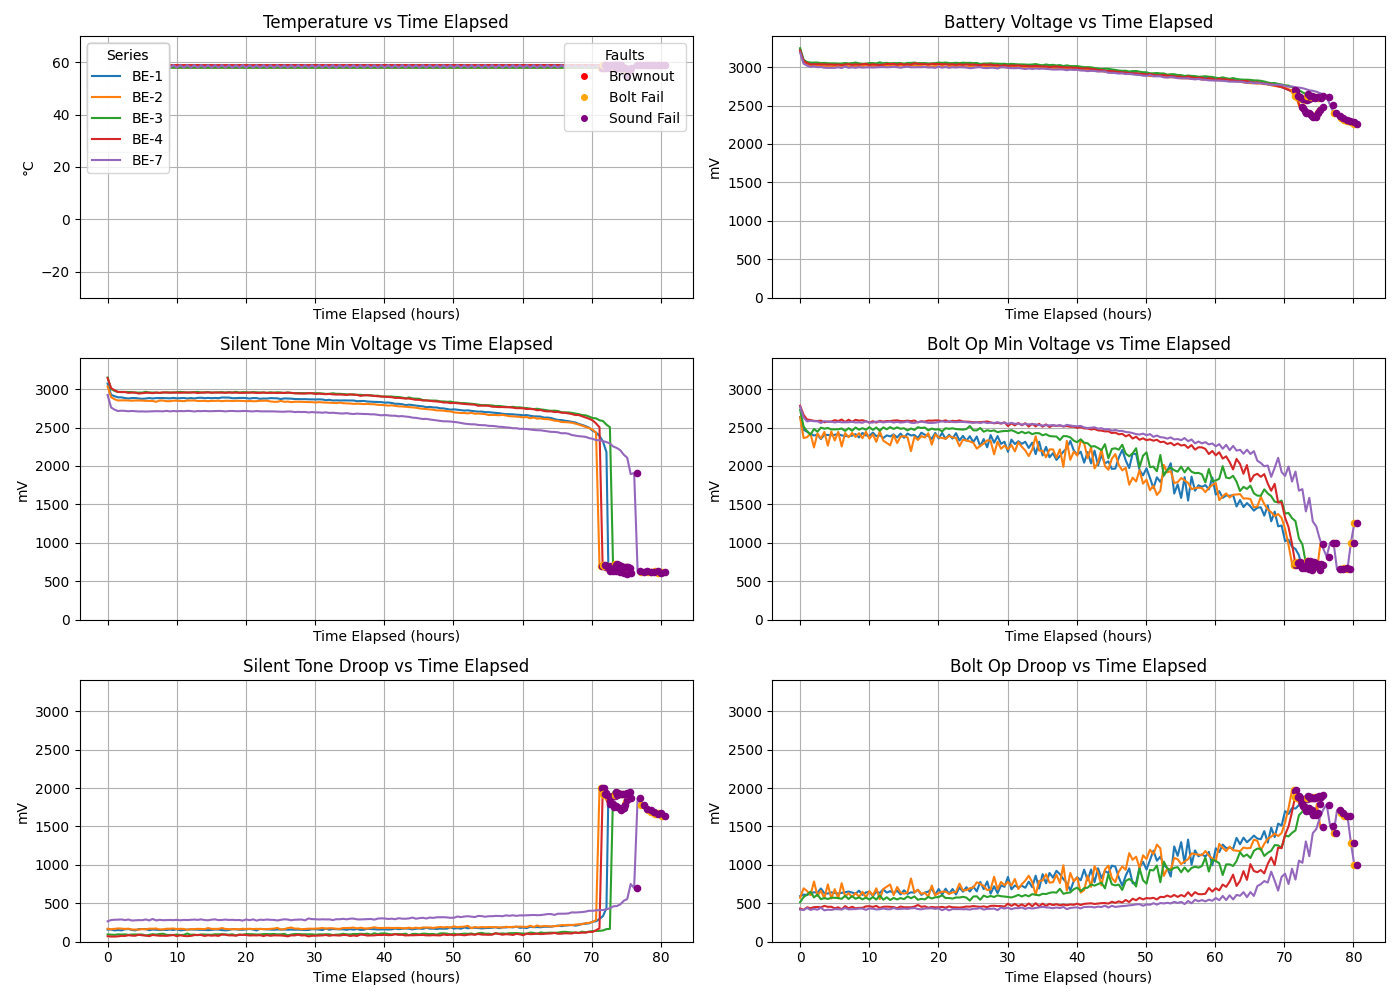 Temperature vs Time Elapsed
Series
BE-1
BE-2
BE-3
BE-4
BE-7
Faults
Brownout
Bolt Fail
Sound Fail
60
40
20
0
−20
°C
Time Elapsed (hours)
Battery Voltage vs Time Elapsed
3000
2500
2000
1500
1000
500
0
mV
Time Elapsed (hours)
Silent Tone Min Voltage vs Time Elapsed
3000
2500
2000
1500
1000
500
0
mV
Time Elapsed (hours)
Bolt Op Min Voltage vs Time Elapsed
3000
2500
2000
1500
1000
500
0
mV
Time Elapsed (hours)
Silent Tone Droop vs Time Elapsed
3000
2500
2000
1500
1000
500
0
mV
0 10 20 30 40 50 60 70 80
Time Elapsed (hours)
Bolt Op Droop vs Time Elapsed
3000
2500
2000
1500
1000
500
0
mV
0 10 20 30 40 50 60 70 80
Time Elapsed (hours)